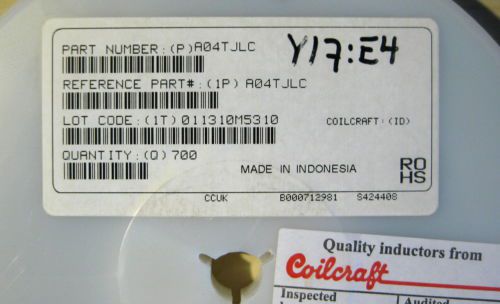 PART NUMBER:(P)A04TJLC
Y17:E4
REFERENCE PART#:(1P) A04TJLC
LOT CODE:(1T)011310M5310
COILCRAFT:(ID)
QUANTITY:(Q)700
MADE IN INDONESIA
RO
HS
CCUK B000712981 S424408
Quality inductors from
Coilcraft
Inspected Audited